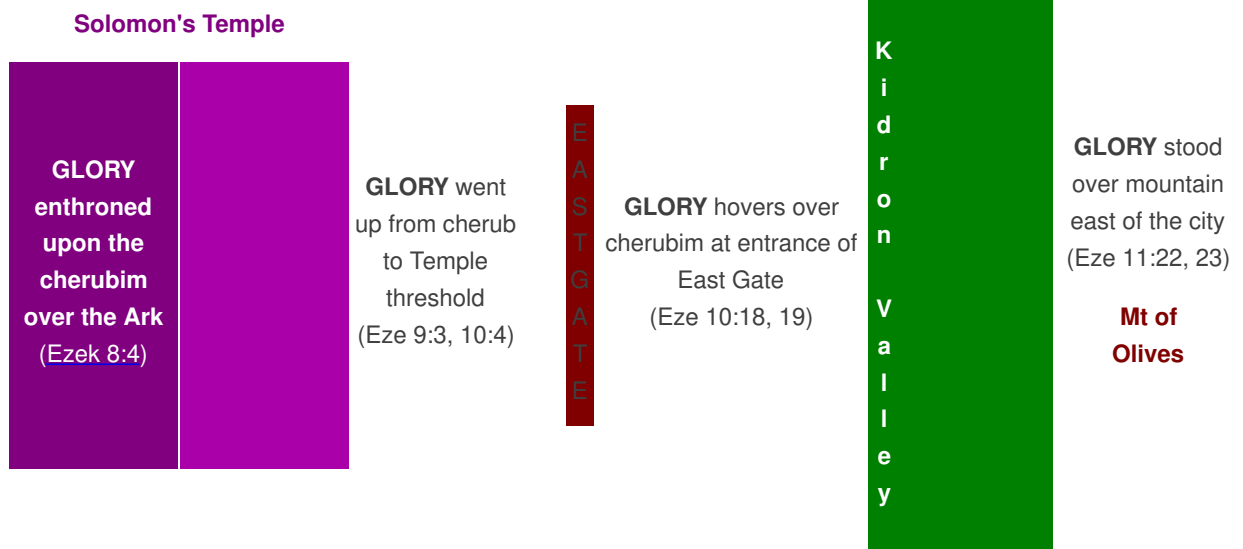 Solomon's Temple
GLORY
enthroned
upon the
cherubim
over the Ark
(Ezek 8:4)
GLORY went
up from cherub
to Temple
threshold
(Eze 9:3, 10:4)
E
A
S
T
G
A
T
E
GLORY hovers over
cherubim at entrance of
East Gate
(Eze 10:18, 19)
K
i
d
r
o
n
V
a
l
l
e
y
GLORY stood
over mountain
east of the city
(Eze 11:22, 23)
Mt of
Olives